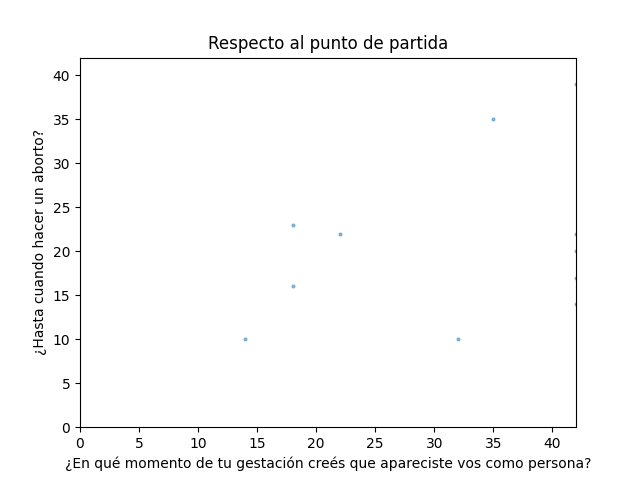 Respecto al punto de partida
¿Hasta cuando hacer un aborto?
40
35
30
25
20
15
10
5
0
0 5 10 15 20 25 30 35 40
¿En qué momento de tu gestación creés que apareciste vos como persona?